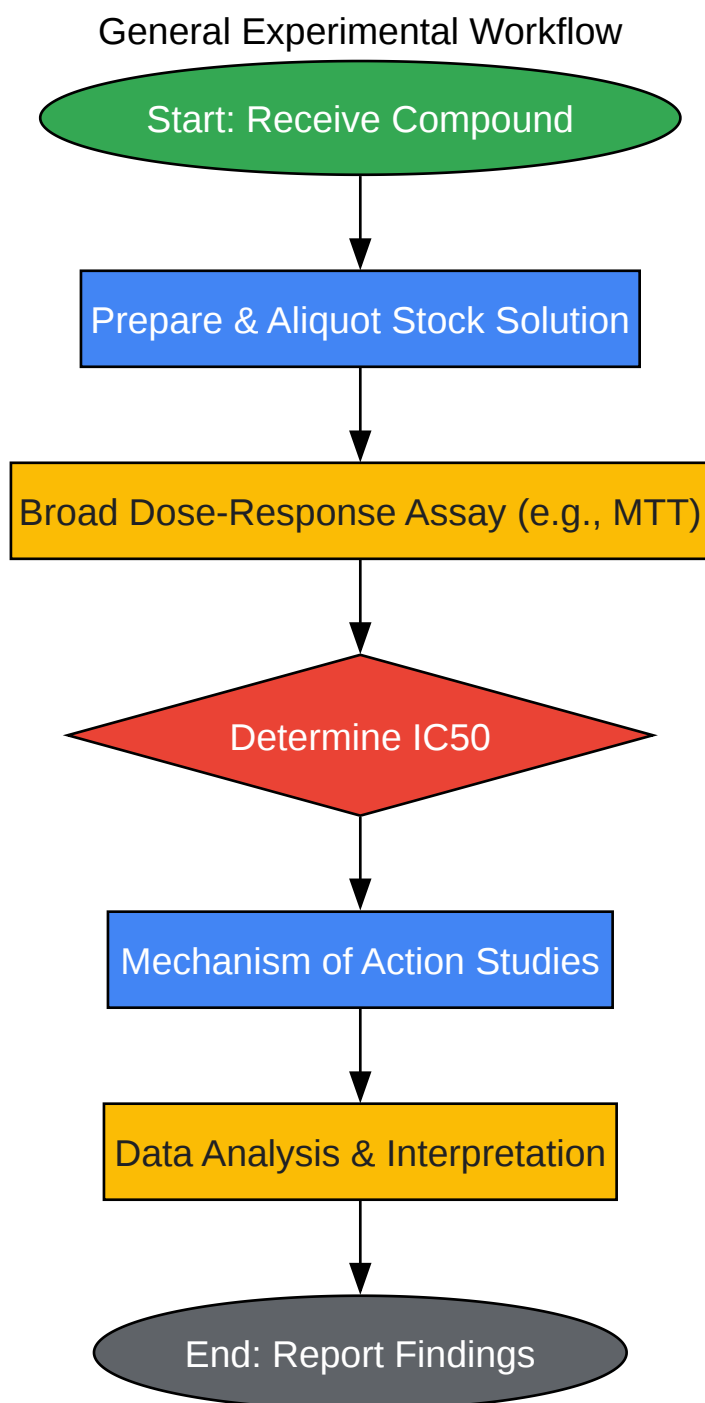 General Experimental Workflow
Start: Receive Compound
Prepare & Aliquot Stock Solution
Broad Dose-Response Assay (e.g., MTT)
Determine IC50
Mechanism of Action Studies
Data Analysis & Interpretation
End: Report Findings